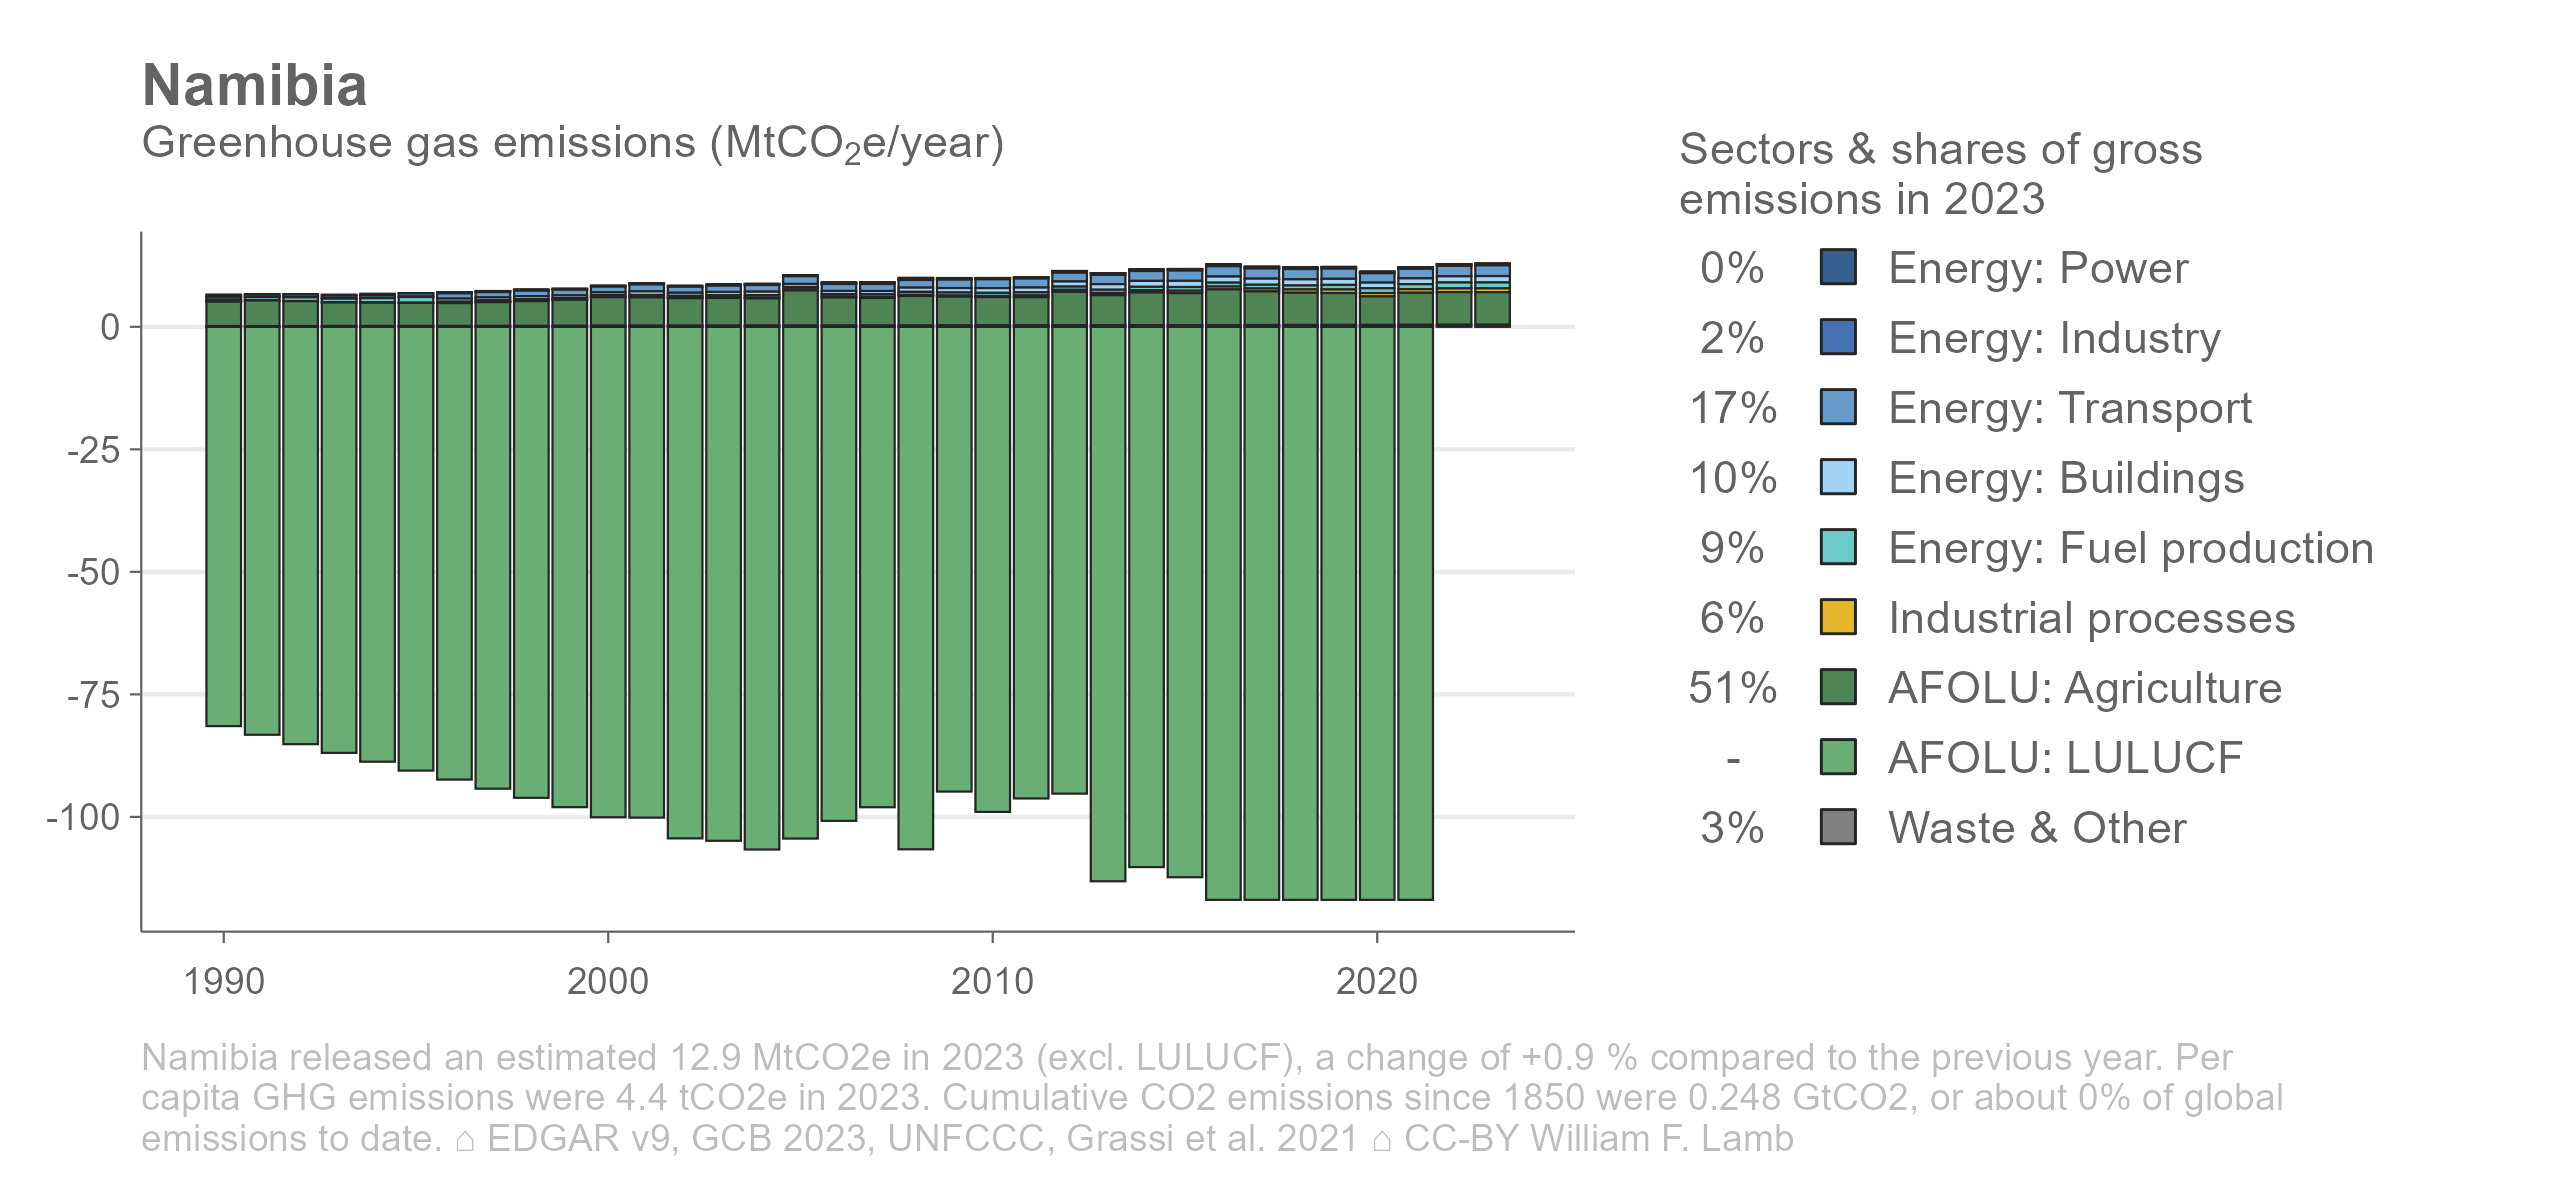 Namibia
Greenhouse gas emissions (MtCO₂e/year)
0
-25
-50
-75
-100
1990 2000 2010 2020
Sectors & shares of gross
emissions in 2023
0% Energy: Power
2% Energy: Industry
17% Energy: Transport
10% Energy: Buildings
9% Energy: Fuel production
6% Industrial processes
51% AFOLU: Agriculture
- AFOLU: LULUCF
3% Waste & Other
Namibia released an estimated 12.9 MtCO2e in 2023 (excl. LULUCF), a change of +0.9 % compared to the previous year. Per
capita GHG emissions were 4.4 tCO2e in 2023. Cumulative CO2 emissions since 1850 were 0.248 GtCO2, or about 0% of global
emissions to date. ⌂ EDGAR v9, GCB 2023, UNFCCC, Grassi et al. 2021 ⌂ CC-BY William F. Lamb